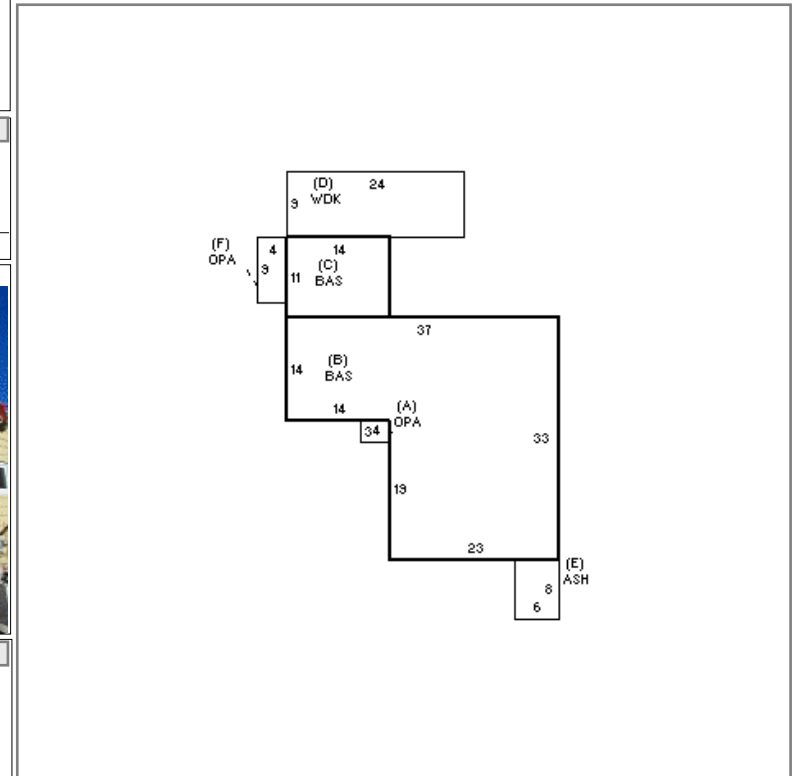 (D) 24
9 WDK
(F)
OPA
4 14
9 (C)
11 BAS
37
(B)
14 BAS
14 (A)
OPA
34
33
19
23
(E)
ASH
8
6